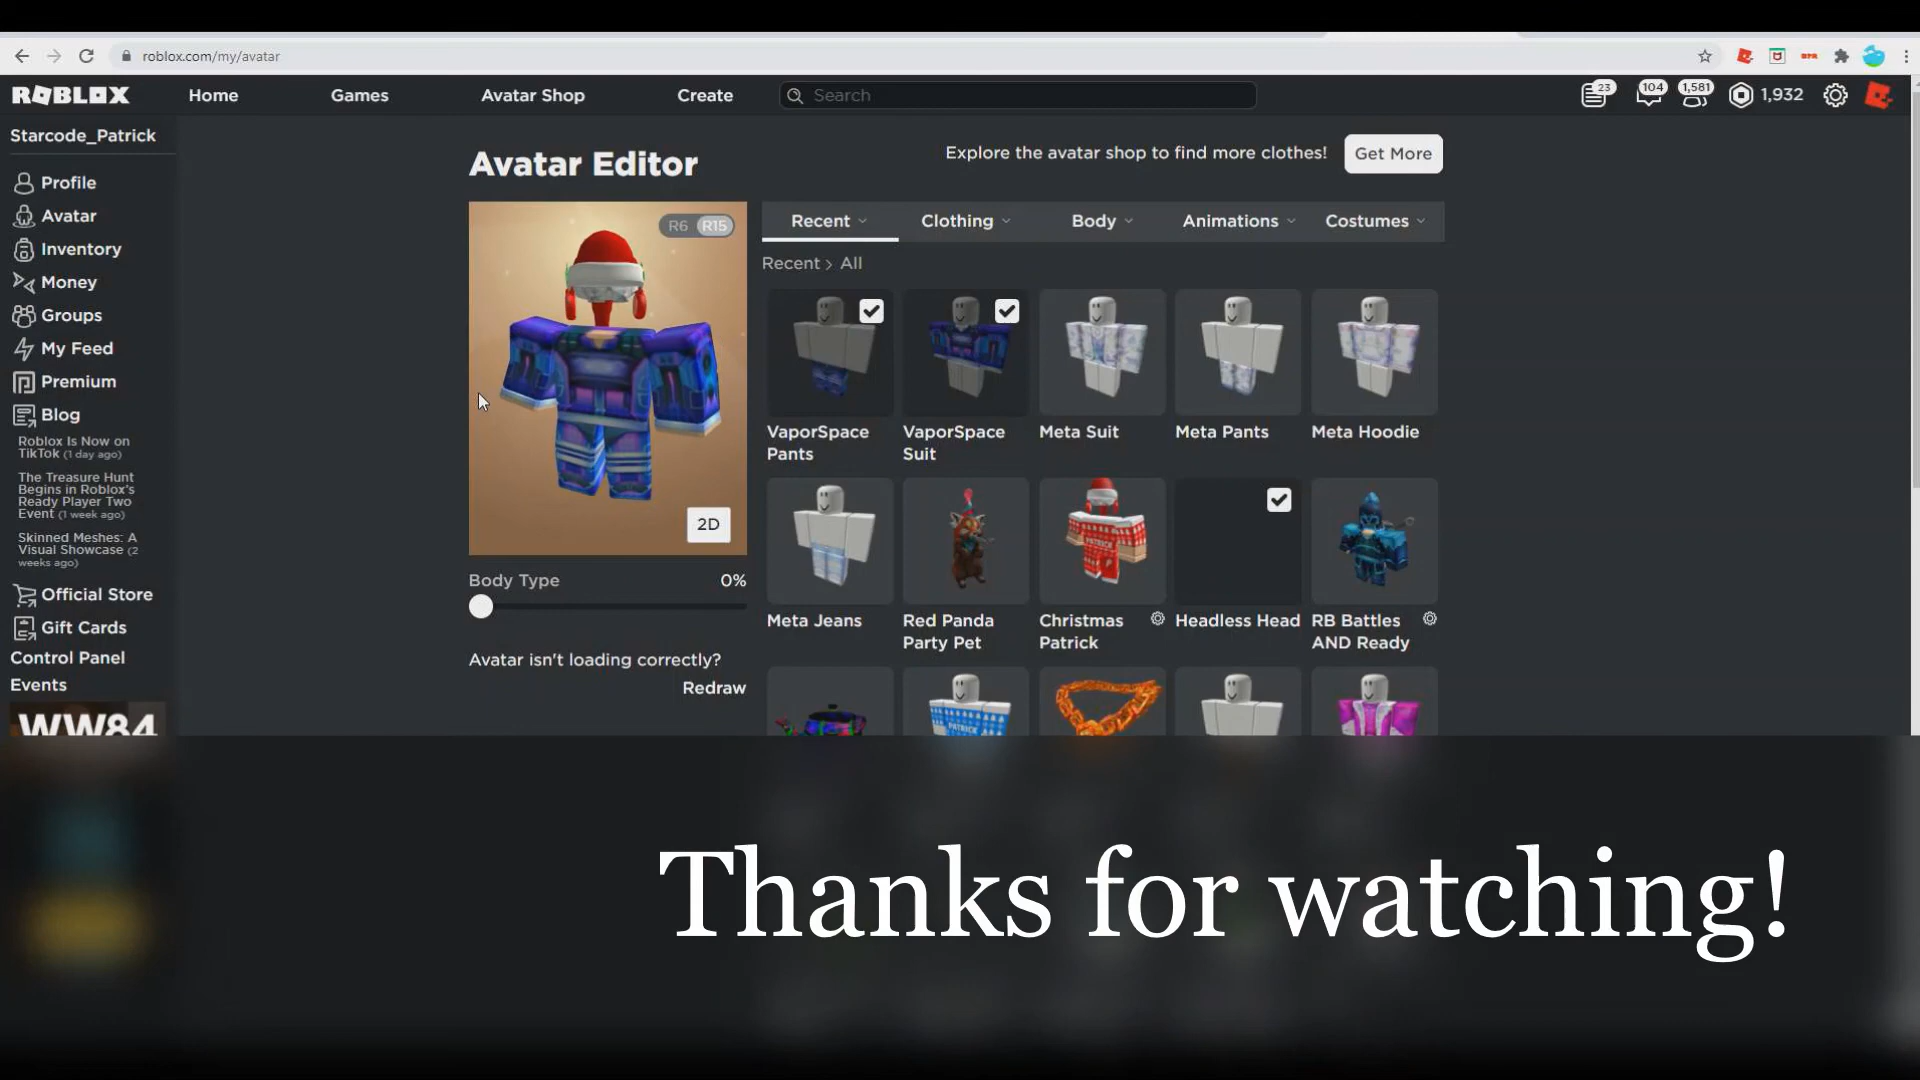 roblox.com/my/avatar
ROBLOX
Home
Games
Avatar Shop
Create
Search
23
104
1,581
1,932
Starcode_Patrick
Profile
Avatar
Inventory
Money
Groups
My Feed
Premium
Blog
Roblox Is Now on
TikTok (1 day ago)
The Treasure Hunt
Begins in Roblox's
Ready Player Two
Event (1 week ago)
Skinned Meshes: A
Visual Showcase (2
weeks ago)
Official Store
Gift Cards
Control Panel
Events
WW84
Avatar Editor
Explore the avatar shop to find more clothes!
Get More
R6 R15
2D
Body Type 0%
Avatar isn't loading correctly?
Redraw
Recent
Clothing
Body
Animations
Costumes
Recent > All
VaporSpace
Pants
VaporSpace
Suit
Meta Suit
Meta Pants
Meta Hoodie
PATRICK
Meta Jeans
Red Panda
Party Pet
Christmas
Patrick
Headless Head
RB Battles
AND Ready
PATRICK
Thanks for watching!